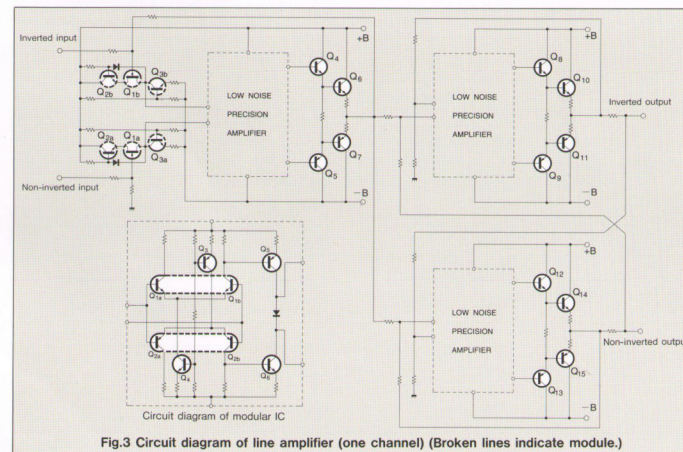 Inverted input
Q3b
Q2b
Q1b
Q2a
Q1a
Q3a
Non-inverted input
LOW NOISE
PRECISION
AMPLIFIER
Q4
Q6
Q7
Q5
+B
−B
LOW NOISE
PRECISION
AMPLIFIER
Q8
Q10
Q11
Q9
+B
−B
Inverted output
Q3
Q5
Q1a
Q1b
Q2a
Q2b
Q4
Q6
Circuit diagram of modular IC
LOW NOISE
PRECISION
AMPLIFIER
Q12
Q14
Q15
Q13
+B
−B
Non-inverted output
Fig.3 Circuit diagram of line amplifier (one channel) (Broken lines indicate module.)